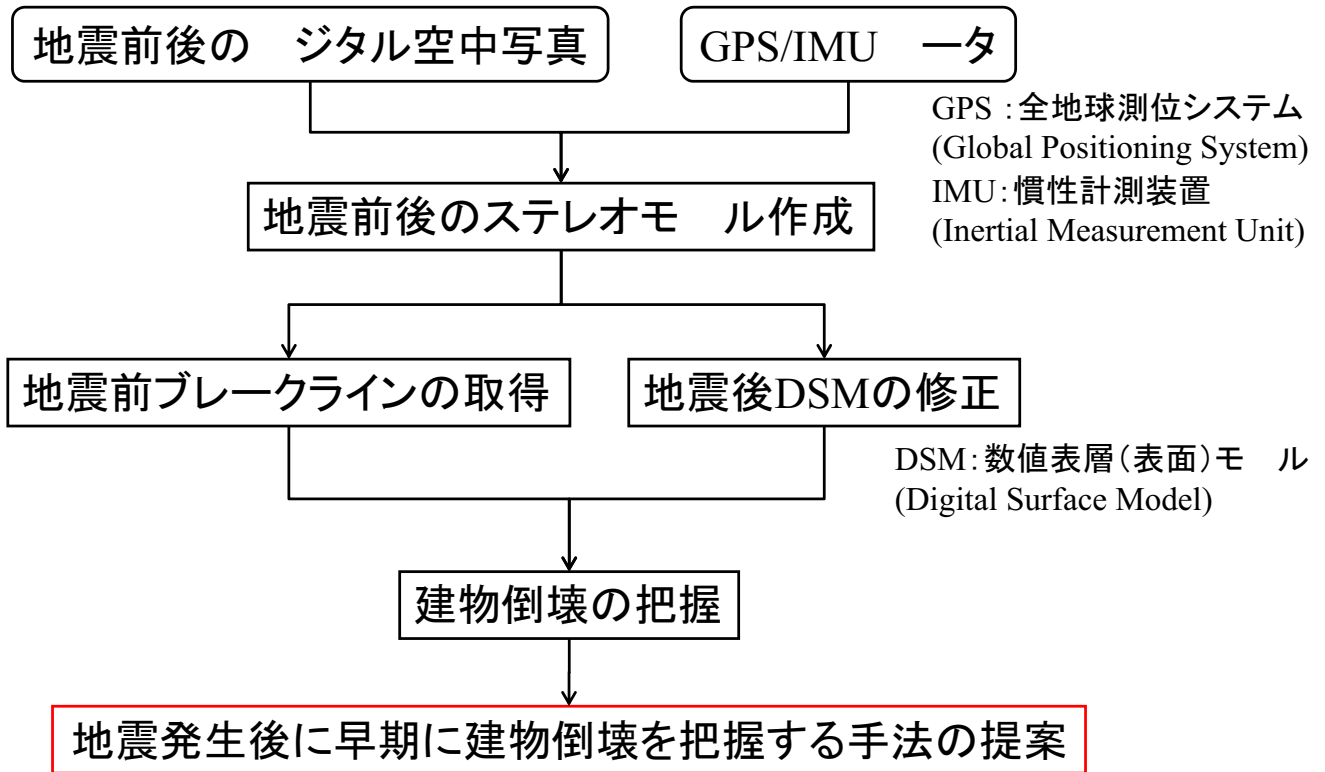 地震前後の　ジタル空中写真
GPS/IMU　ータ
GPS：全地球測位システム
(Global Positioning System)
IMU：慣性計測装置
(Inertial Measurement Unit)
地震前後のステレオモ　ル作成
地震前ブレークラインの取得
地震後DSMの修正
DSM：数値表層（表面）モ　ル
(Digital Surface Model)
建物倒壊の把握
地震発生後に早期に建物倒壊を把握する手法の提案